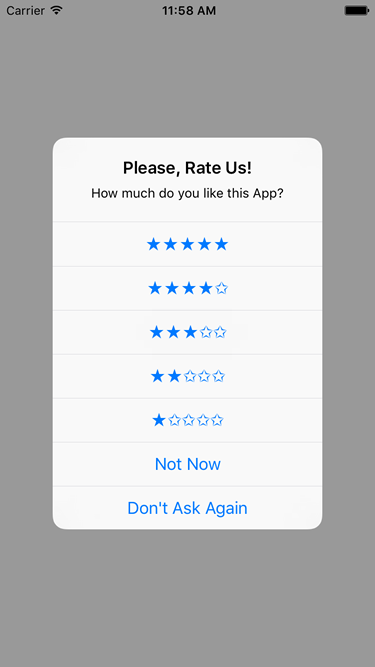 Carrier 11:58 AM
Please, Rate Us!
How much do you like this App?
★★★★★
★★★★✩
★★★✩✩
★★✩✩✩
★✩✩✩✩
Not Now
Don't Ask Again